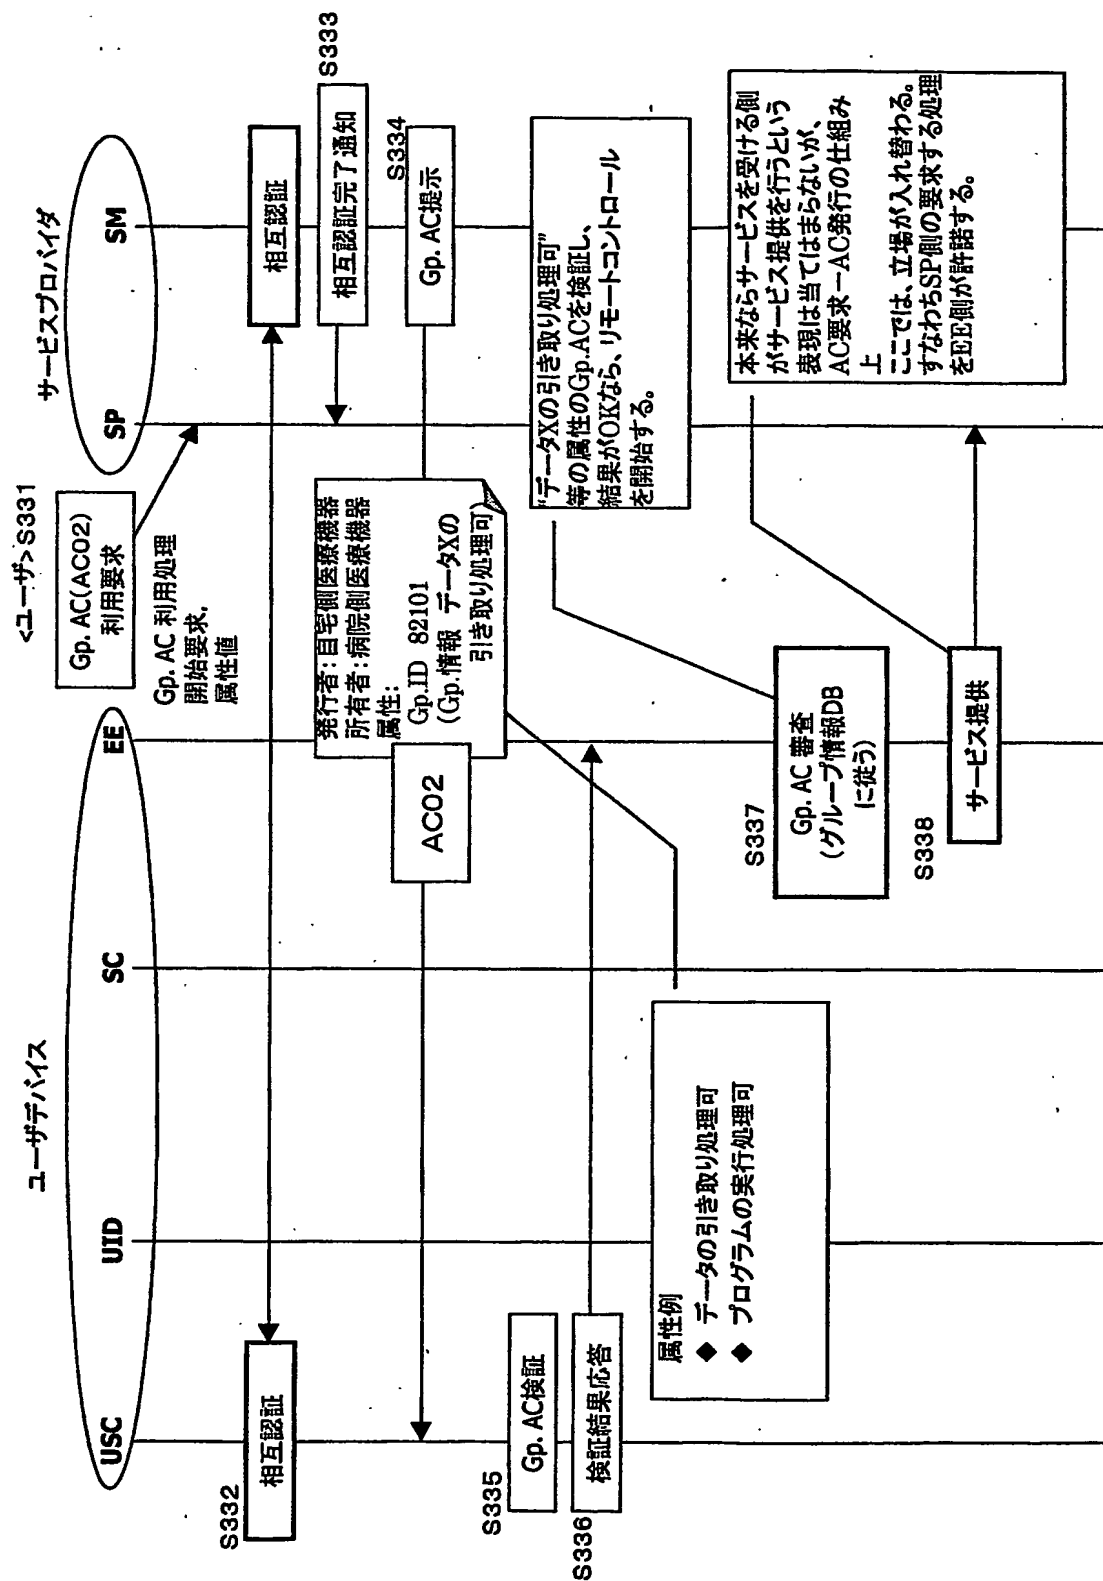 ユーザデバイス
サービスプロバイダ
USC
UID
SC
EE
SP
SM
<ユーザ>S331
Gp. AC(AC02)
利用要求
Gp. AC 利用処理
開始要求,
属性値
S332
相互認証
相互認証
S333
相互認証完了通知
S334
Gp. AC提示
発行者:自宅側医療機器
所有者:病院側医療機器
属性:
Gp.ID 82101
(Gp.情報 データXの
引き取り処理可)
AC02
S335
Gp. AC検証
S336
検証結果応答
"データXの引き取り処理可"
等の属性のGp.ACを検証し、
結果がOKなら、リモートコントロール
を開始する。
属性例
◆ データの引き取り処理可
◆ プログラムの実行処理可
S337
Gp. AC 審査
(グループ情報DB
に従う)
S338
サービス提供
本来ならサービスを受ける側
がサービス提供を行うという
表現は当てはまらないが、
AC要求―AC発行の仕組み
上
ここでは、立場が入れ替わる。
すなわちSP側の要求する処理
をEE側が許諾する。